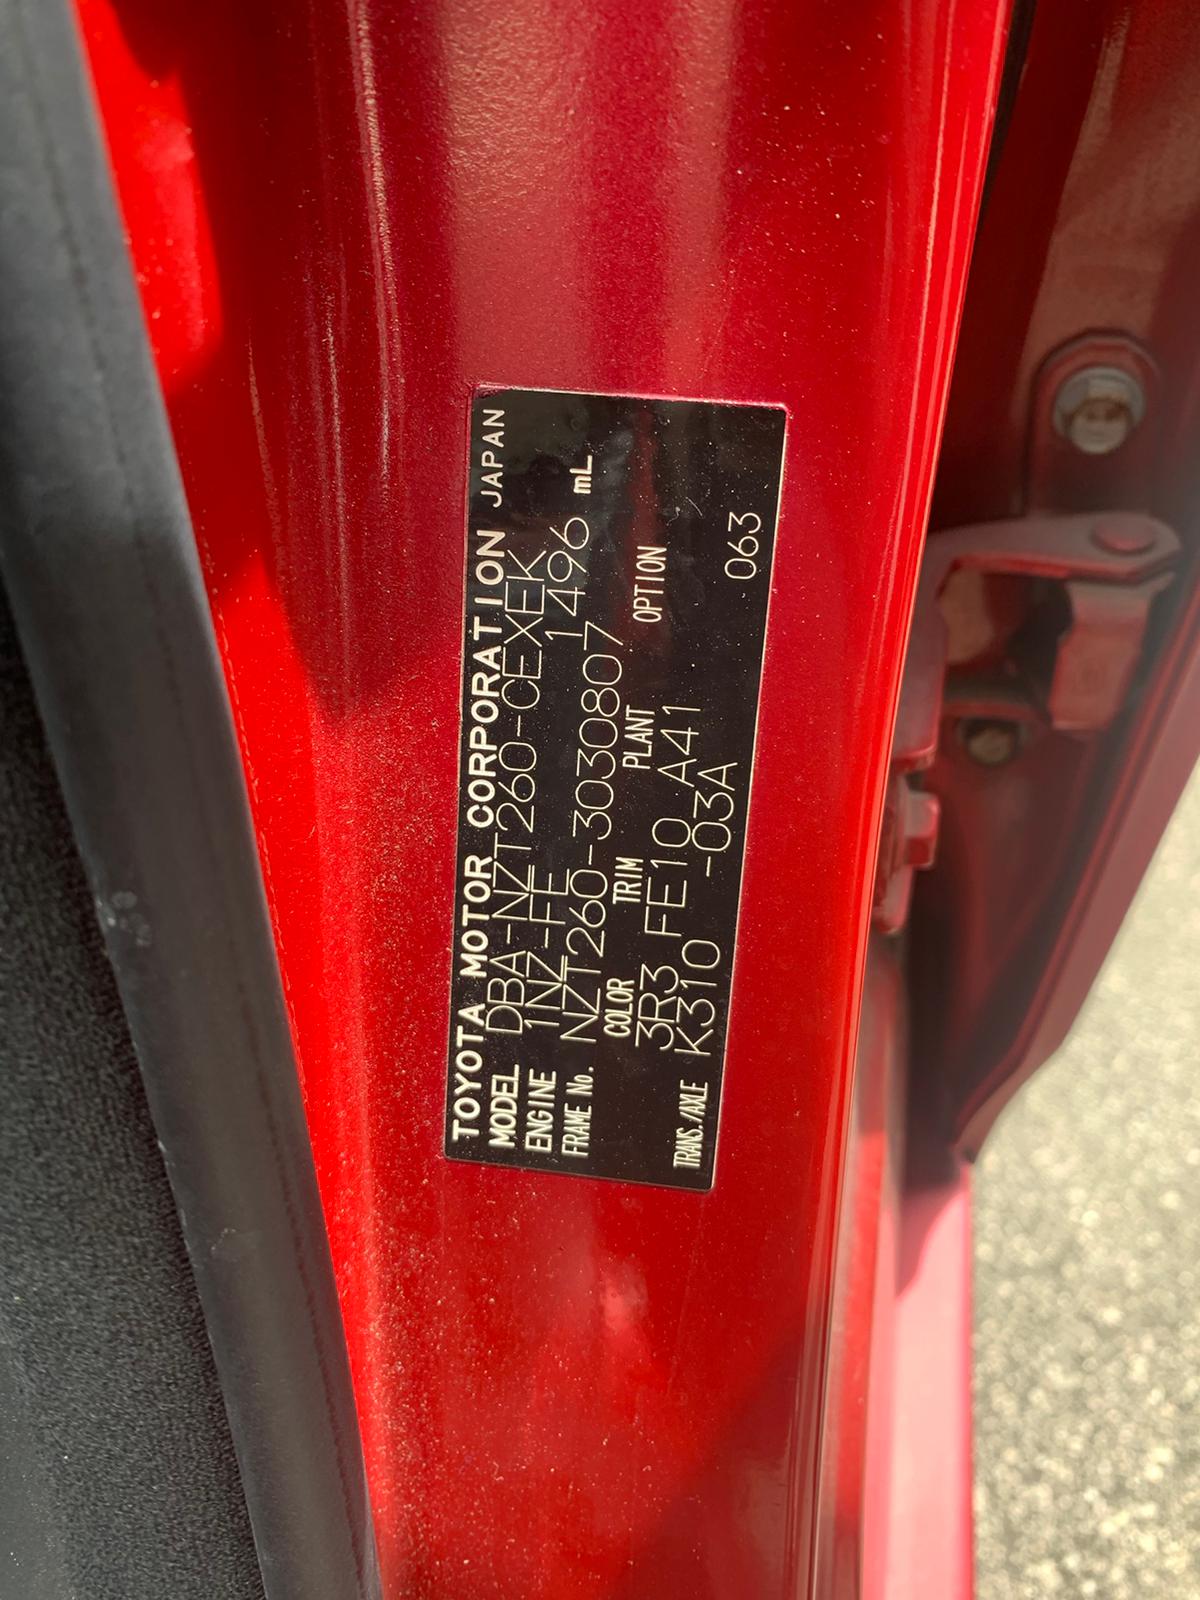 TOYOTA MOTOR CORPORATION JAPAN
MODEL DBA-NZT260-CEXEK
ENGINE 1NZ-FE 1496 mL
FRAME No. NZT260-3030807
COLOR TRIM PLANT OPTION
3R3 FE10 A41
TRANS./AXLE K310 -03A 063